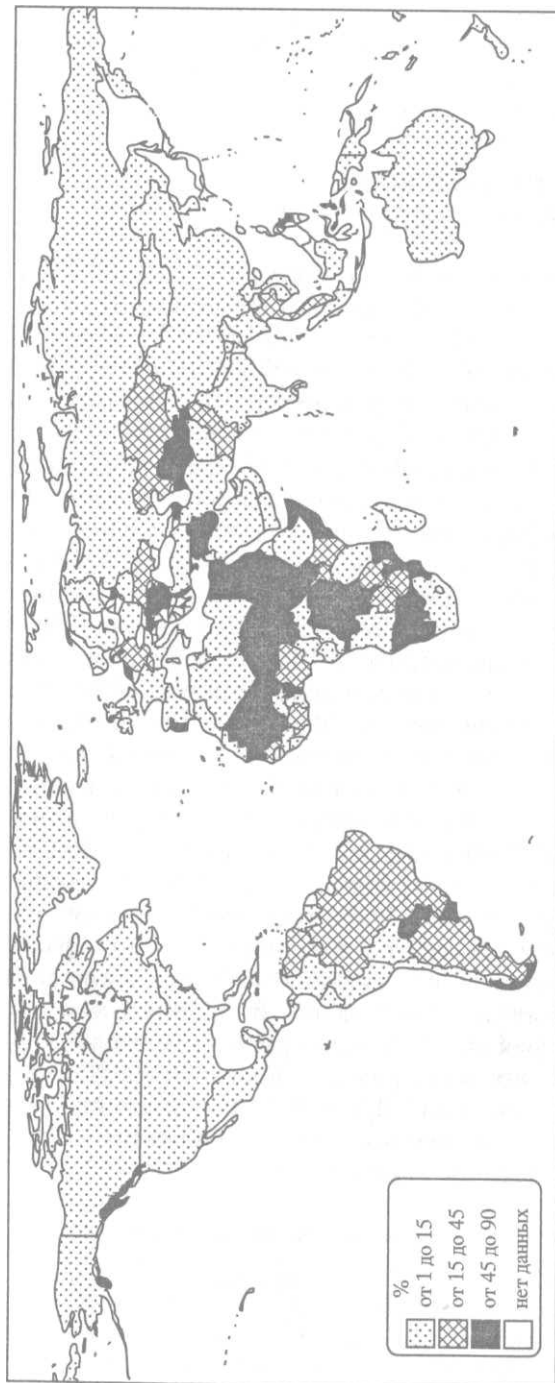 %
от 1 до 15
от 15 до 45
от 45 до 90
нет данных